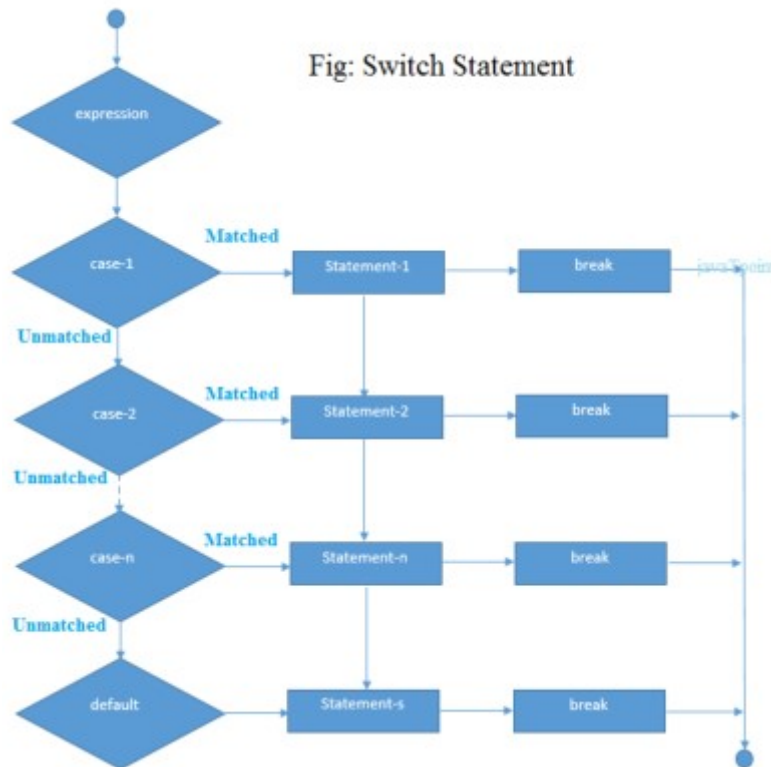 Fig: Switch Statement
expression
case-1
Matched
Statement-1
break
Unmatched
case-2
Matched
Statement-2
break
Unmatched
case-n
Matched
Statement-n
break
Unmatched
default
Statement-s
break